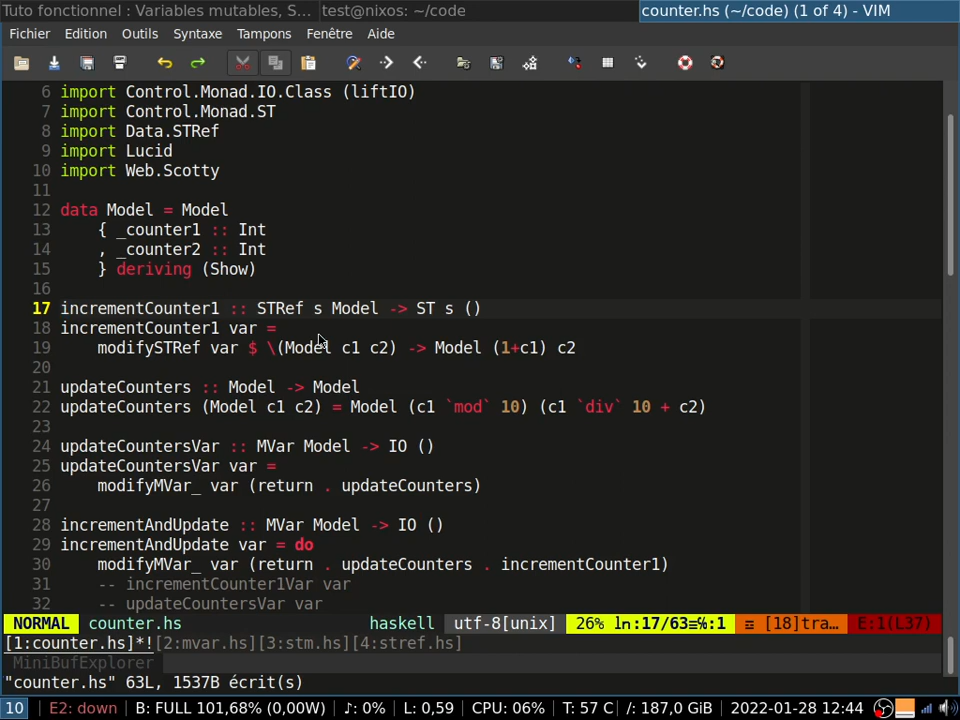 Tuto fonctionnel : Variables mutables, S... test@nixos: ~/code counter.hs (~/code) (1 of 4) - VIM
Fichier Edition Outils Syntaxe Tampons Fenêtre Aide
6 import Control.Monad.IO.Class (liftIO)
7 import Control.Monad.ST
8 import Data.STRef
9 import Lucid
10 import Web.Scotty
11
12 data Model = Model
13     { _counter1 :: Int
14     , _counter2 :: Int
15     } deriving (Show)
16
17 incrementCounter1 :: STRef s Model -> ST s ()
18 incrementCounter1 var =
19     modifySTRef var $ \(Model c1 c2) -> Model (1+c1) c2
20
21 updateCounters :: Model -> Model
22 updateCounters (Model c1 c2) = Model (c1 `mod` 10) (c1 `div` 10 + c2)
23
24 updateCountersVar :: MVar Model -> IO ()
25 updateCountersVar var =
26     modifyMVar_ var (return . updateCounters)
27
28 incrementAndUpdate :: MVar Model -> IO ()
29 incrementAndUpdate var = do
30     modifyMVar_ var (return . updateCounters . incrementCounter1)
31     -- incrementCounter1Var var
32     -- updateCountersVar var
NORMAL counter.hs haskell utf-8[unix] 26% ln:17/63≡℅:1 ☲ [18]tra… E:1(L37)
[1:counter.hs]*![2:mvar.hs][3:stm.hs][4:stref.hs]
MiniBufExplorer
"counter.hs" 63L, 1537B écrit(s)
10 E2: down B: FULL 101,68% (0,00W) ♪: 0% L: 0,59 CPU: 06% T: 57 C /: 187,0 GiB 2022-01-28 12:44